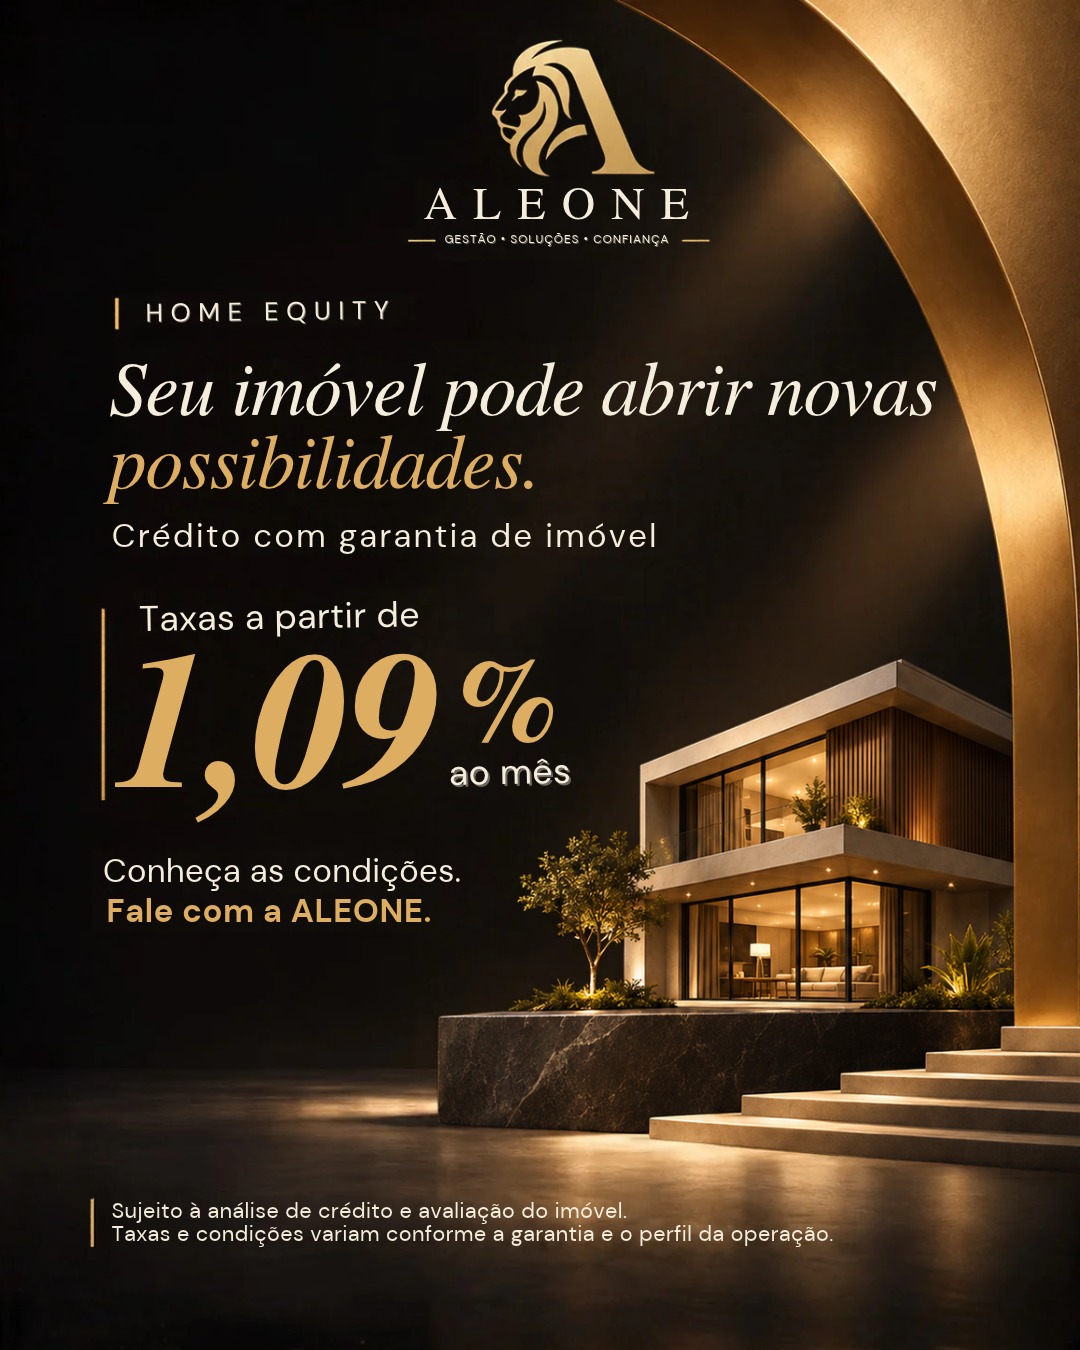 ALEONE
GESTÃO • SOLUÇÕES • CONFIANÇA
HOME EQUITY
Seu imóvel pode abrir novas
possibilidades.
Crédito com garantia de imóvel
Taxas a partir de
1,09 %
ao mês
Conheça as condições.
Fale com a ALEONE.
Sujeito à análise de crédito e avaliação do imóvel.
Taxas e condições variam conforme a garantia e o perfil da operação.